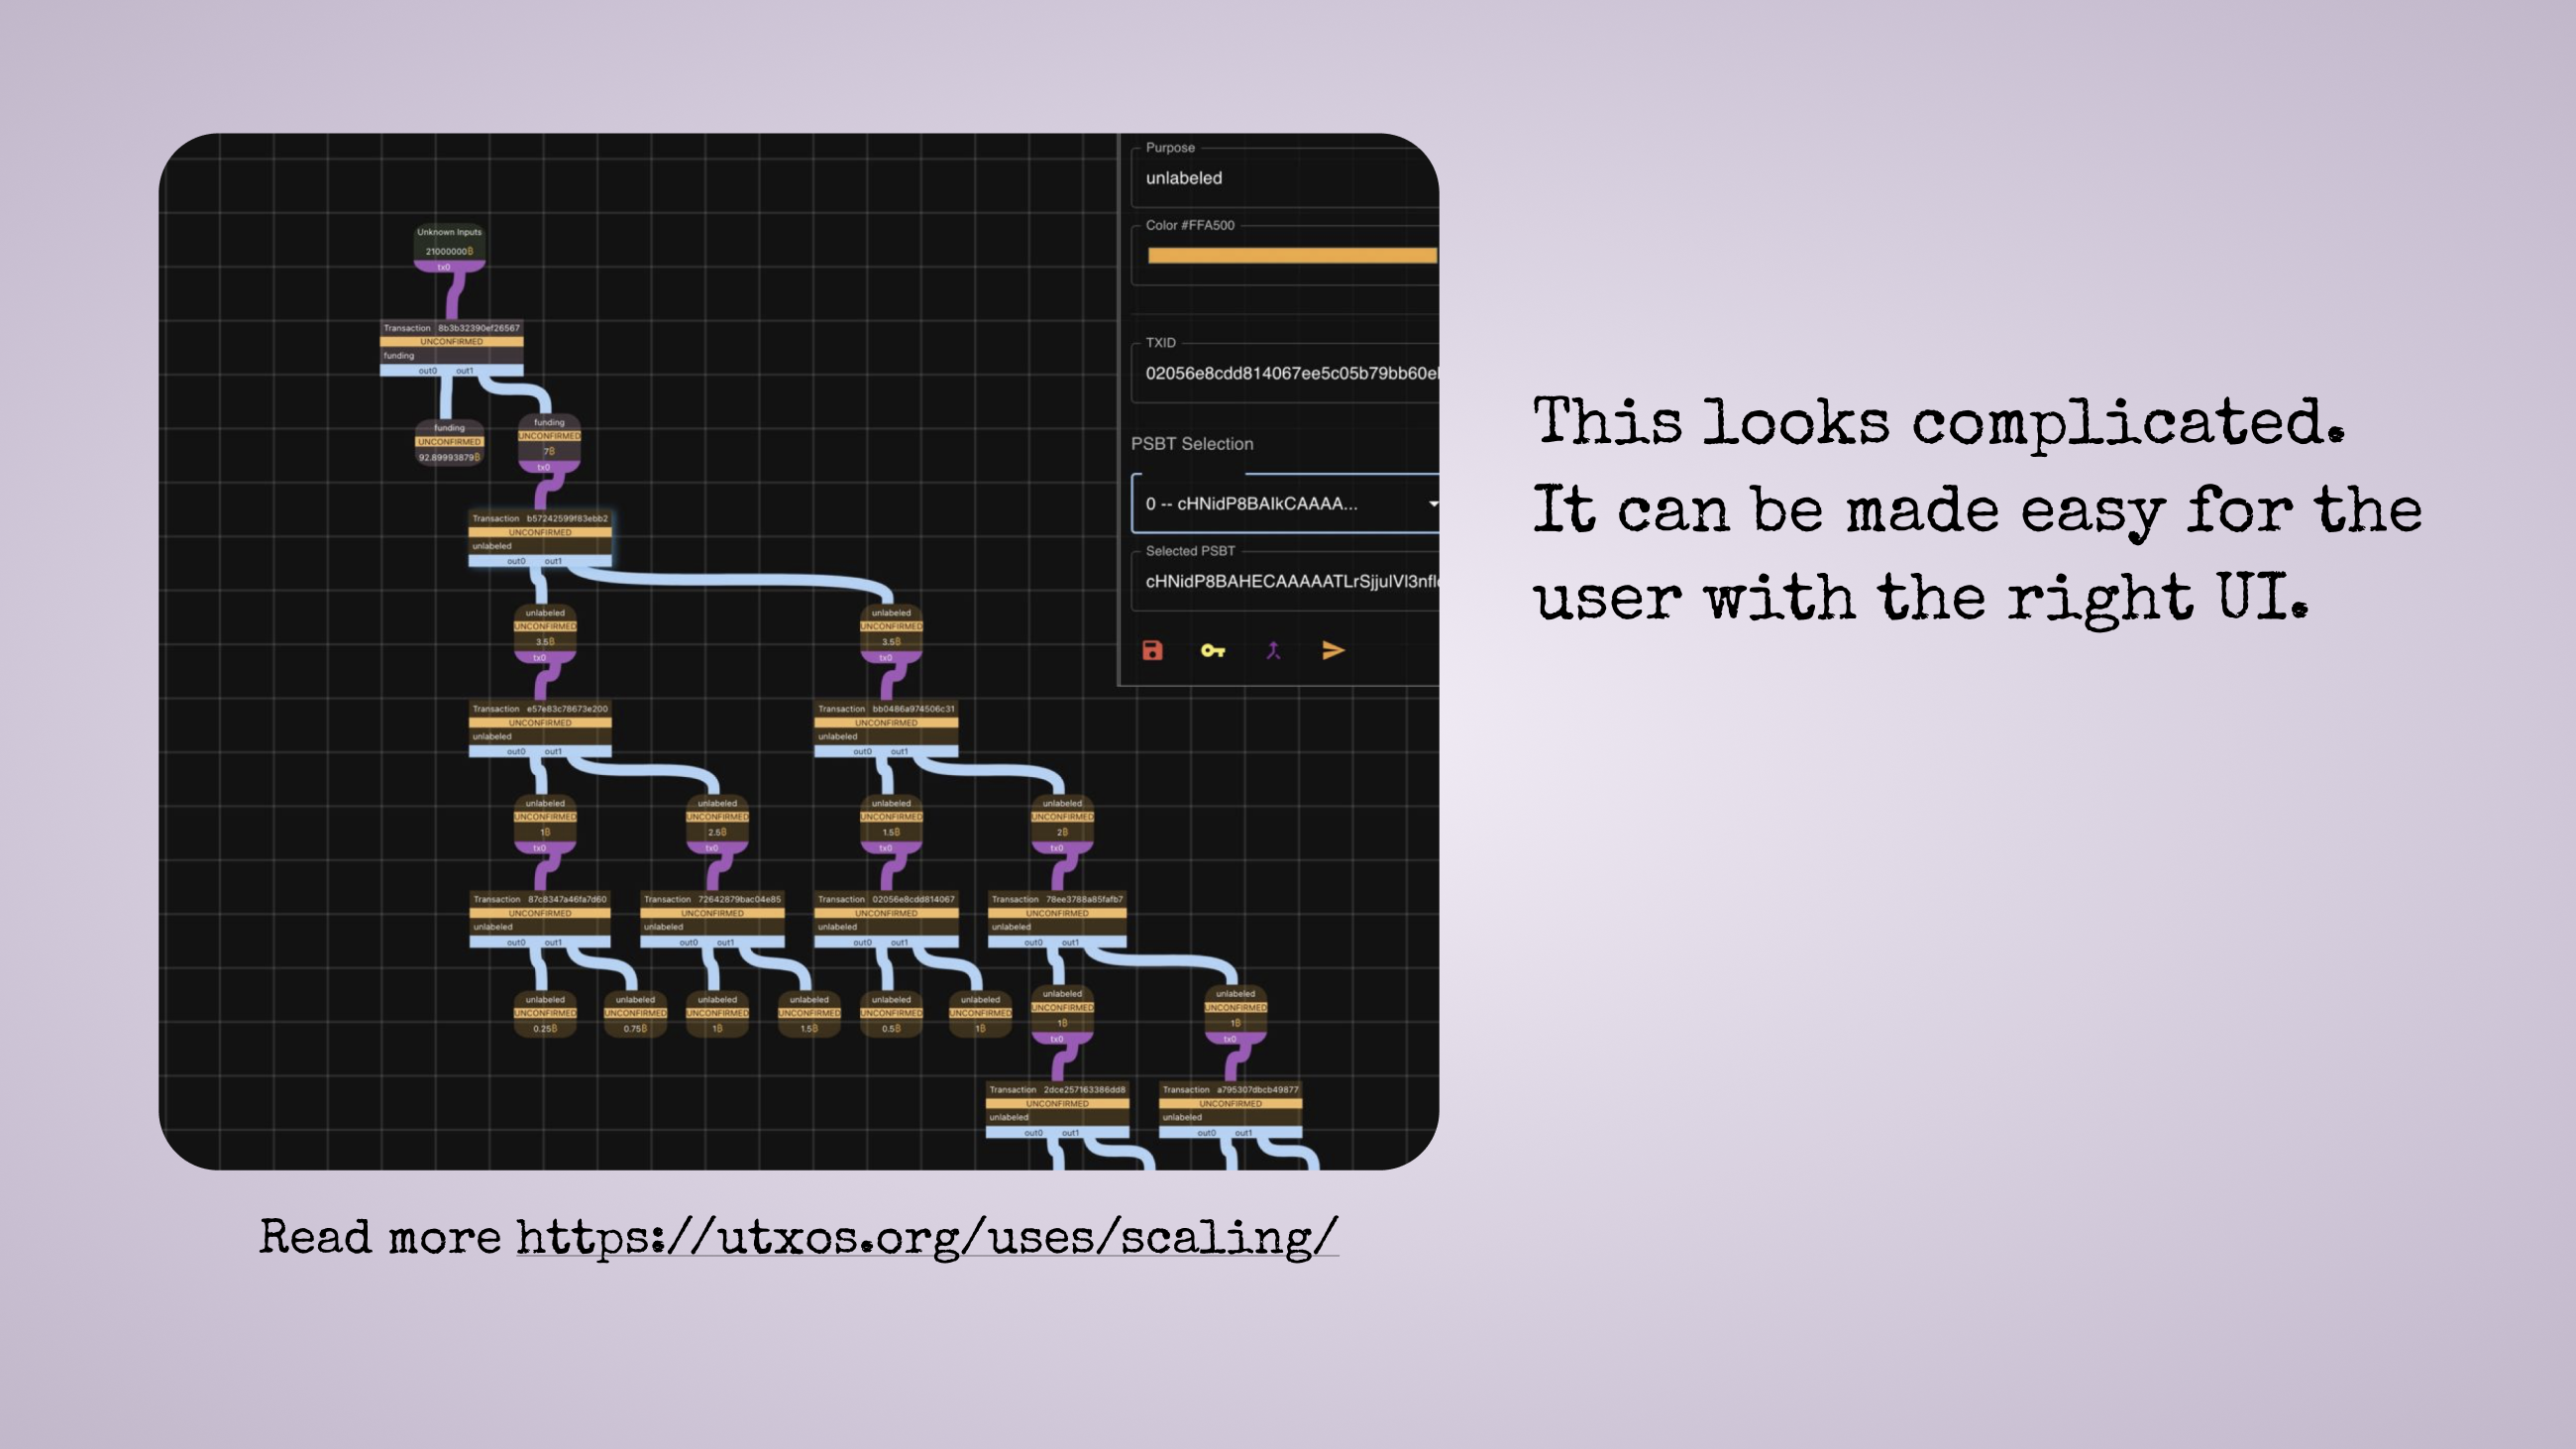 Purpose
unlabeled
Color #FFA500
Unknown Inputs
21000000₿
tx0
Transaction 8b3b32390ef26567
UNCONFIRMED
funding
out0 out1
TXID
02056e8cdd814067ee5c05b79bb60e
funding
UNCONFIRMED
92.89993879₿
funding
UNCONFIRMED
7₿
tx0
PSBT Selection
0 -- cHNidP8BAIkCAAAA...
Selected PSBT
cHNidP8BAHECAAAAATLrSjjulVl3nfl
Transaction b57242599f83ebb2
UNCONFIRMED
unlabeled
out0 out1
unlabeled
UNCONFIRMED
3.5₿
tx0
unlabeled
UNCONFIRMED
3.5₿
tx0
Transaction e57e83c78673e200
UNCONFIRMED
unlabeled
out0 out1
Transaction bb0486a974506c31
UNCONFIRMED
unlabeled
out0 out1
unlabeled
UNCONFIRMED
1₿
tx0
unlabeled
UNCONFIRMED
2.5₿
tx0
unlabeled
UNCONFIRMED
1.5₿
tx0
unlabeled
UNCONFIRMED
2₿
tx0
Transaction 87c8347a46fa7d60
UNCONFIRMED
unlabeled
out0 out1
Transaction 72642879bac04e85
UNCONFIRMED
unlabeled
out0 out1
Transaction 02056e8cdd814067
UNCONFIRMED
unlabeled
out0 out1
Transaction 78ee3788a85fafb7
UNCONFIRMED
unlabeled
out0 out1
unlabeled
UNCONFIRMED
0.25₿
unlabeled
UNCONFIRMED
0.75₿
unlabeled
UNCONFIRMED
1₿
unlabeled
UNCONFIRMED
1.5₿
unlabeled
UNCONFIRMED
0.5₿
unlabeled
UNCONFIRMED
1₿
unlabeled
UNCONFIRMED
1₿
tx0
unlabeled
UNCONFIRMED
1₿
tx0
Transaction 2dce257163386dd8
UNCONFIRMED
unlabeled
out0 out1
Transaction a795307dbcb49877
UNCONFIRMED
unlabeled
out0 out1
This looks complicated.
It can be made easy for the
user with the right UI.
Read more https://utxos.org/uses/scaling/